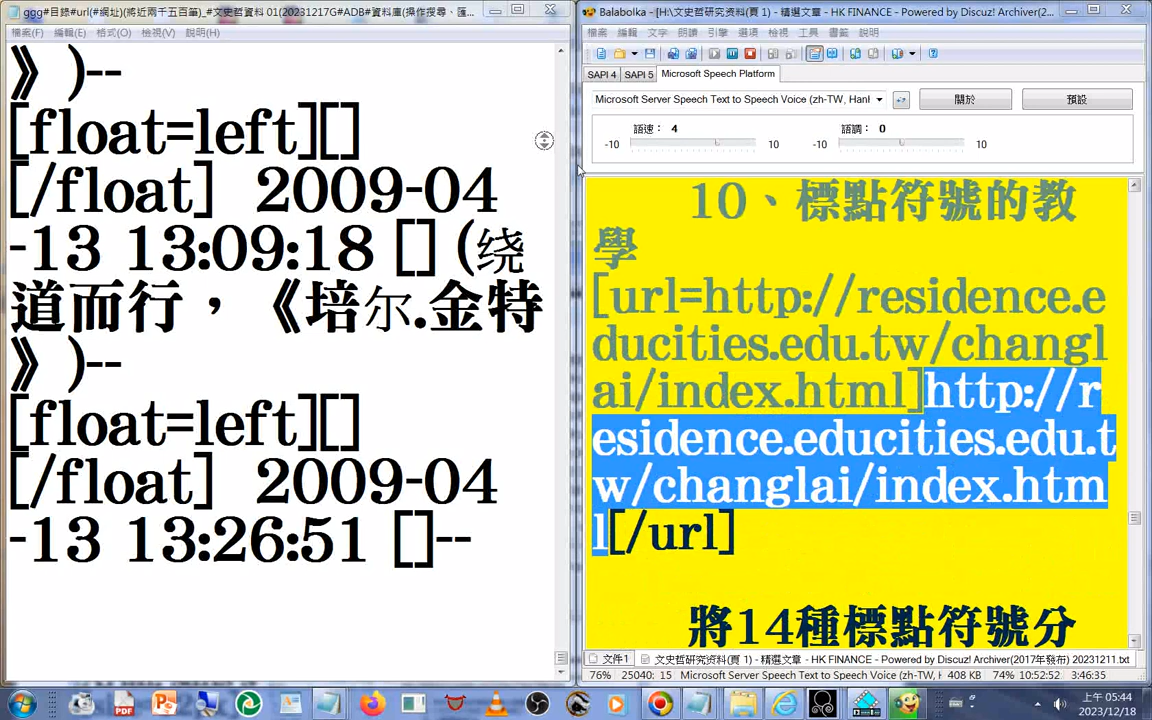 ggg#目錄#url(#網址)(將近兩千五百筆)_#文史哲資料 01(20231217G#ADB#資料庫(操作搜尋、匯...
檔案(F) 編輯(E) 格式(O) 檢視(V) 說明(H)
》)--
[float=left][]
[/float] 2009-04
-13 13:09:18 [] (绕
道而行，《培尔.金特
》)--
[float=left][]
[/float] 2009-04
-13 13:26:51 []--
Balabolka - [H:\文史哲研究资料(頁 1) - 精選文章 - HK FINANCE - Powered by Discuz! Archiver(2...
檔案 編輯 文字 朗讀 引擎 選項 檢視 工具 書籤 說明
SAPI 4 SAPI 5 Microsoft Speech Platform
Microsoft Server Speech Text to Speech Voice (zh-TW, Hanl
關於 預設
語速： 4 語調： 0
-10 10 -10 10
10、標點符號的教
學
[url=http://residence.e
ducities.edu.tw/changl
ai/index.html]http://r
esidence.educities.edu.t
w/changlai/index.htm
l[/url]
將14種標點符號分
文件1 文史哲研究资料(頁 1) - 精選文章 - HK FINANCE - Powered by Discuz! Archiver(2017年發布) 20231211.txt
76% 25040: 15 Microsoft Server Speech Text to Speech Voice (zh-TW, H 408 KB 74% 10:52:52 3:46:35
上午 05:44
2023/12/18